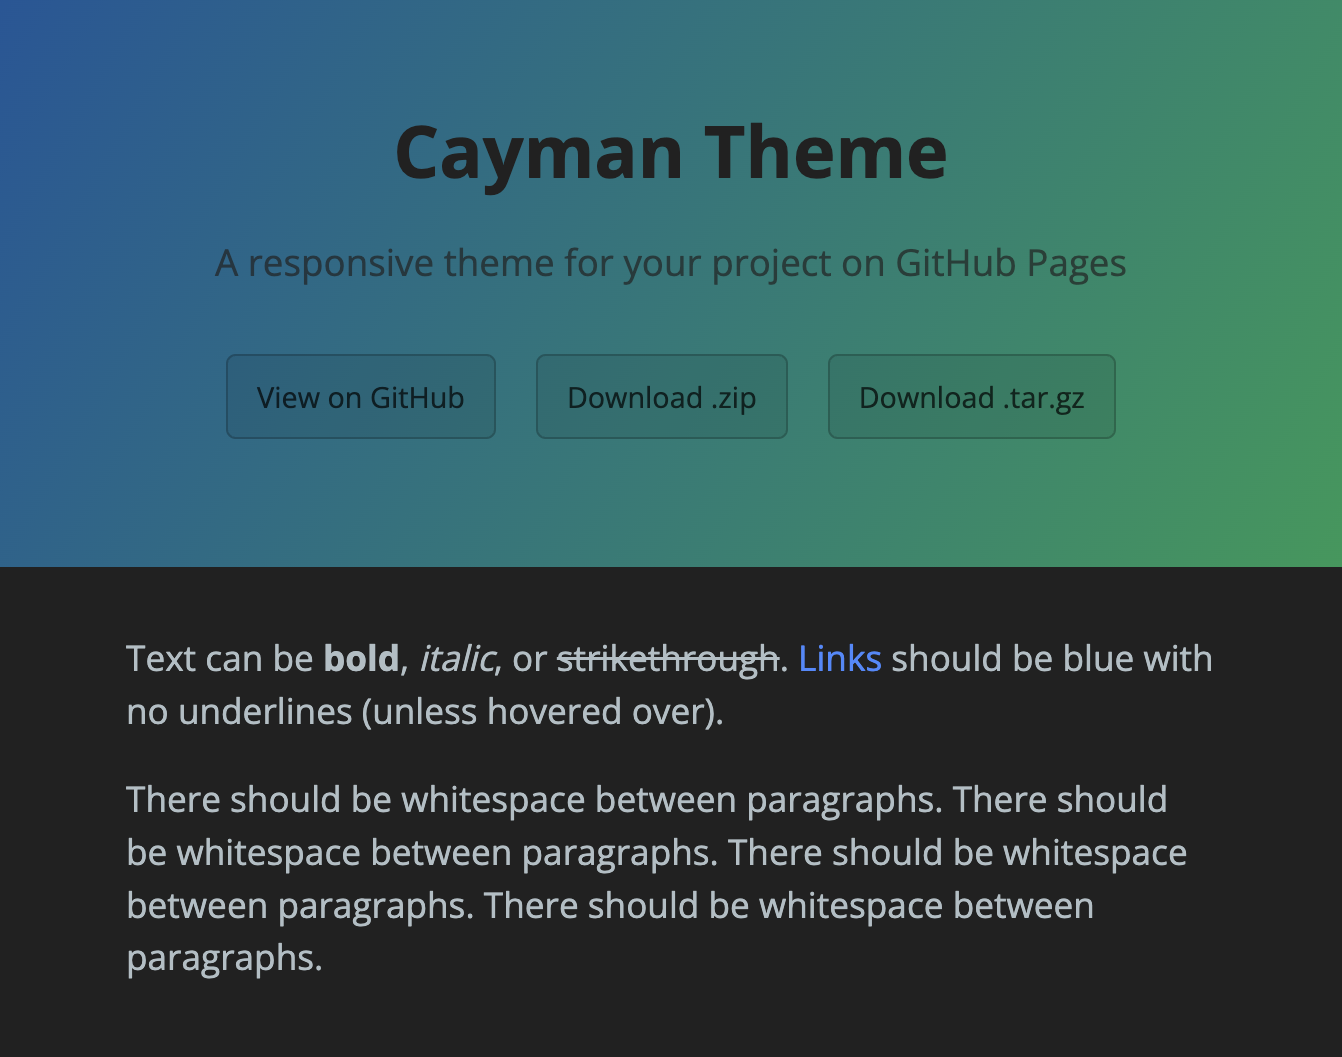 Cayman Theme
A responsive theme for your project on GitHub Pages
View on GitHub
Download .zip
Download .tar.gz
Text can be bold, italic, or strikethrough. Links should be blue with
no underlines (unless hovered over).
There should be whitespace between paragraphs. There should
be whitespace between paragraphs. There should be whitespace
between paragraphs. There should be whitespace between
paragraphs.